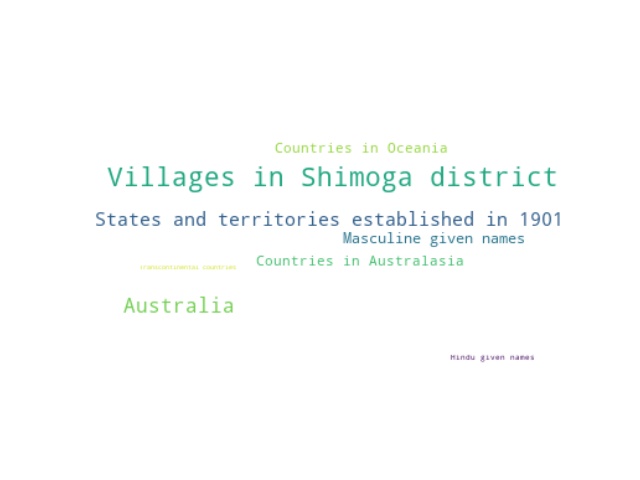 Countries in Oceania
Villages in Shimoga district
States and territories established in 1901
Masculine given names
Countries in Australasia
Transcontinental countries
Australia
Hindu given names